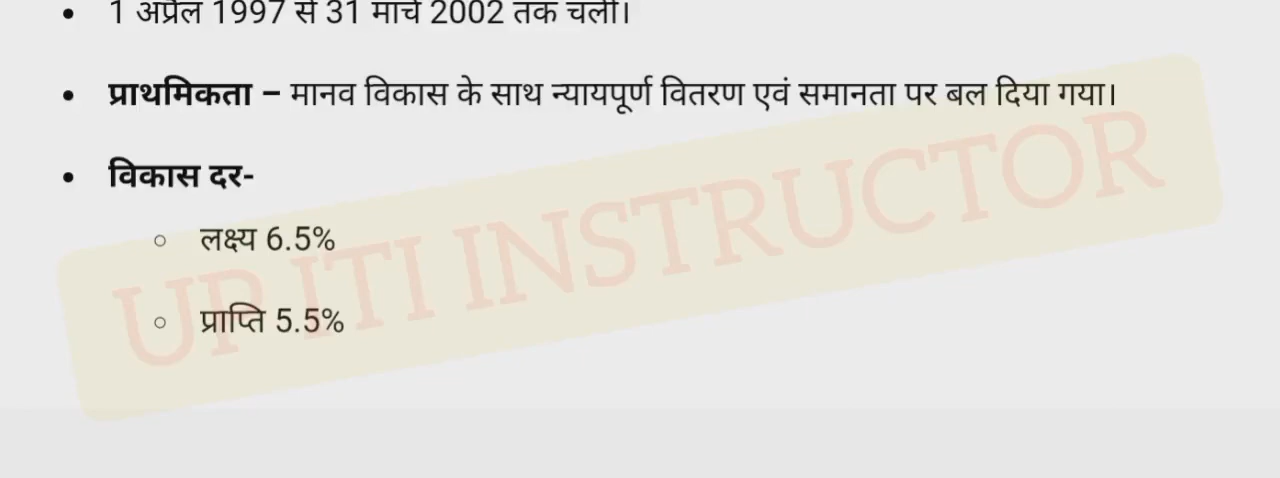 1 अप्रैल 1997 से 31 मार्च 2002 तक चली।
प्राथमिकता – मानव विकास के साथ न्यायपूर्ण वितरण एवं समानता पर बल दिया गया।
विकास दर-
लक्ष्य 6.5%
प्राप्ति 5.5%
UP ITI INSTRUCTOR